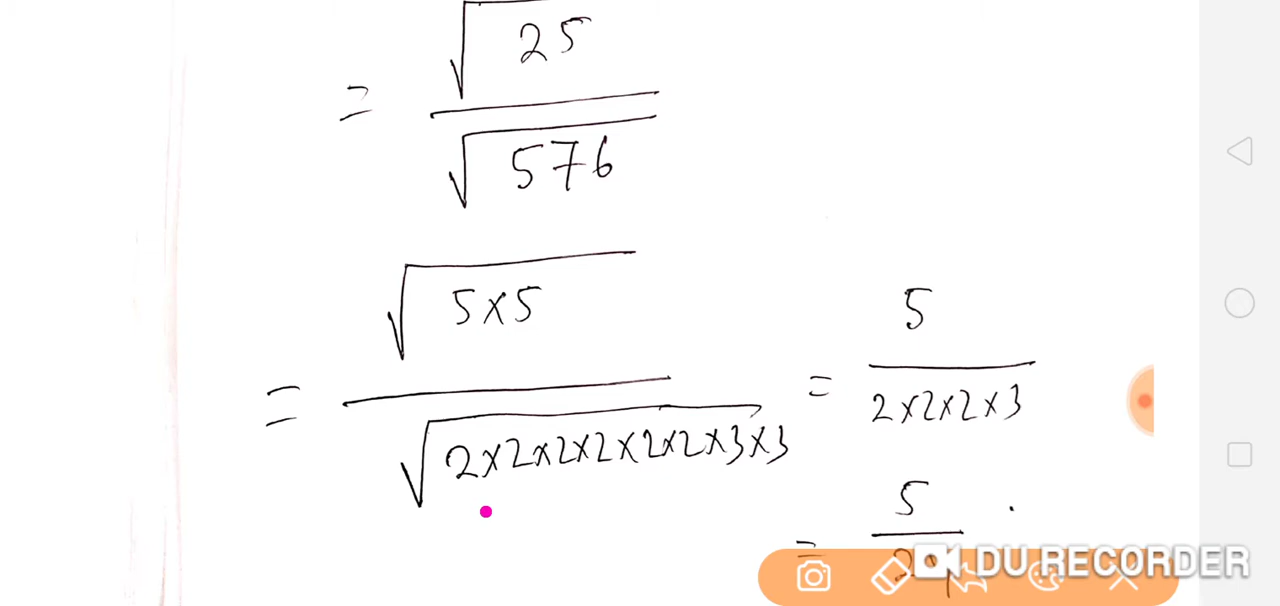 √25
= ―――
√576
√5×5
= ――― = 5 / 2×2×2×3
√2×2×2×2×2×2×3×3
= 5 / 24
DU RECORDER